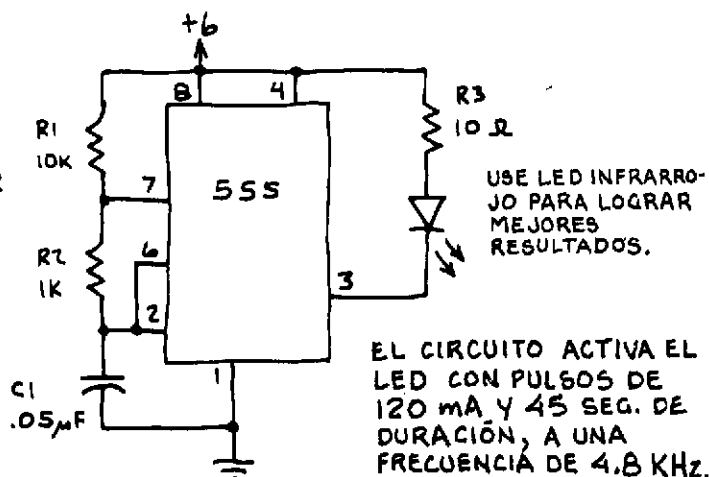 +6
8
4
R1
10K
R3
10 Ω
7
555
USE LED INFRARRO-
JO PARA LOGRAR
MEJORES
RESULTADOS.
R2
1K
6
3
2
EL CIRCUITO ACTIVA EL
LED CON PULSOS DE
120 mA Y 45 SEG. DE
DURACIÓN, A UNA
FRECUENCIA DE 4.8 KHz.
1
C1
.05μF